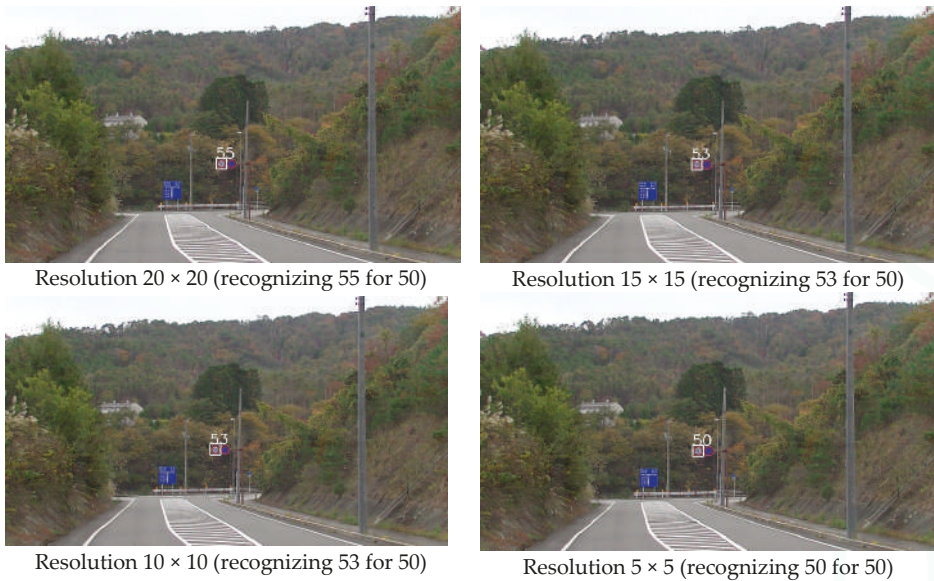 55
53
Resolution 20 × 20 (recognizing 55 for 50)
Resolution 15 × 15 (recognizing 53 for 50)
53
50
Resolution 10 × 10 (recognizing 53 for 50)
Resolution 5 × 5 (recognizing 50 for 50)